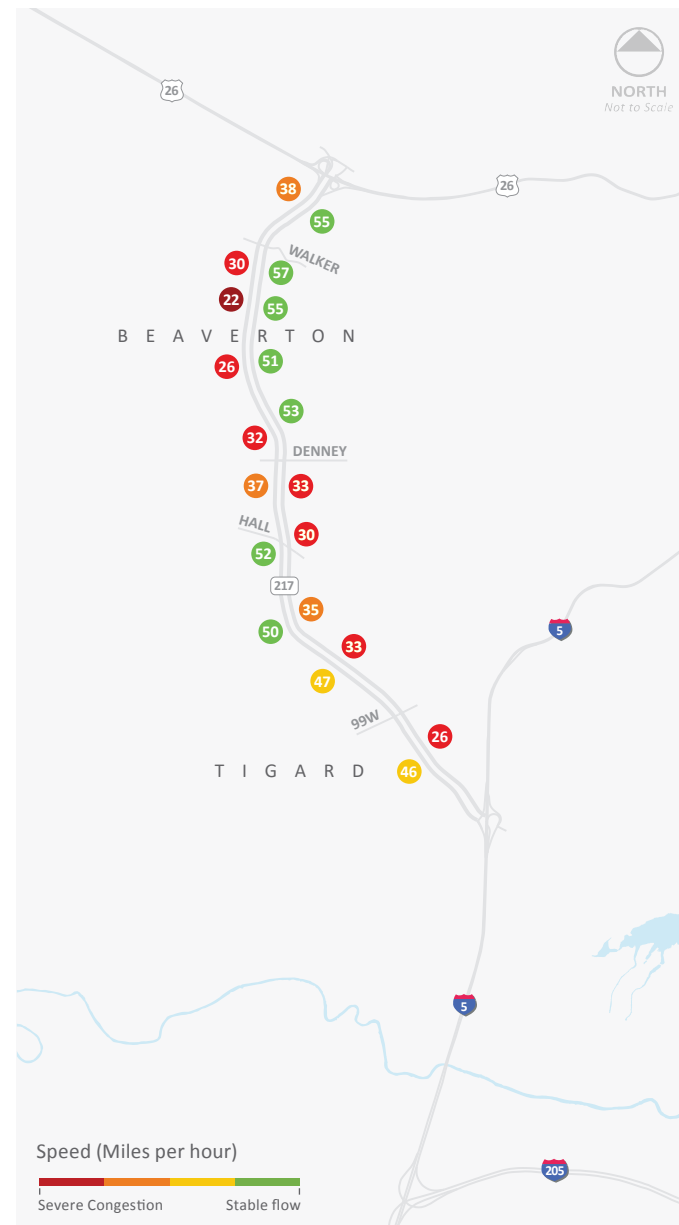 26
NORTH
Not to Scale
38
26
55
WALKER
30
57
22
55
BEAVERTON
26
51
53
32
DENNEY
37
33
HALL
30
52
217
35
50
5
33
47
99W
26
TIGARD
46
5
Speed (Miles per hour)
205
Severe Congestion
Stable flow